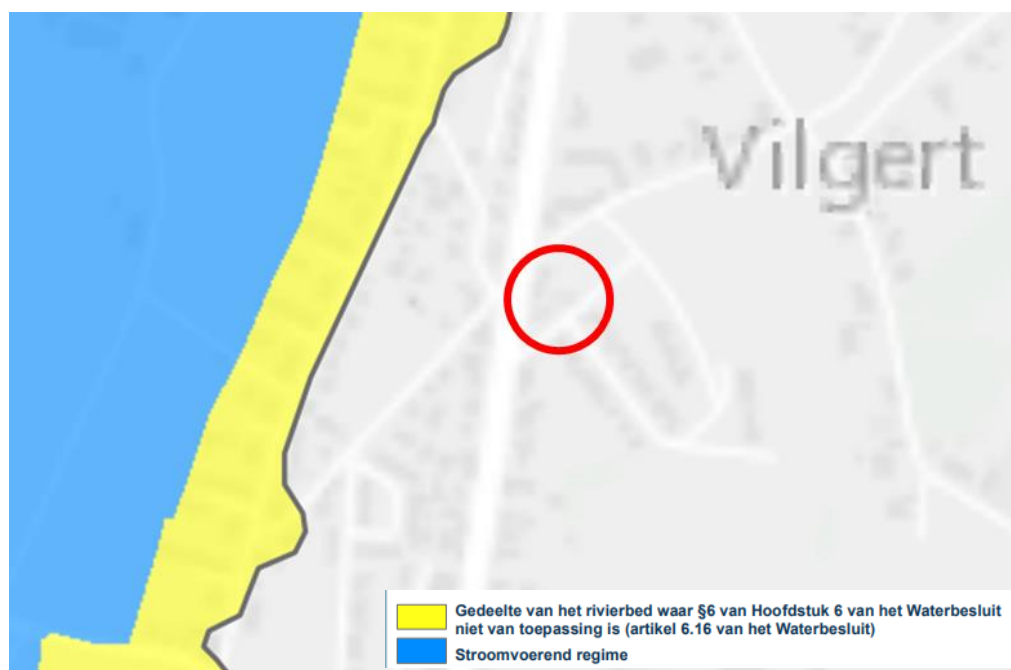 Vilgert
Gedeelte van het rivierbed waar §6 van Hoofdstuk 6 van het Waterbesluit
niet van toepassing is (artikel 6.16 van het Waterbesluit)
Stroomvoerend regime